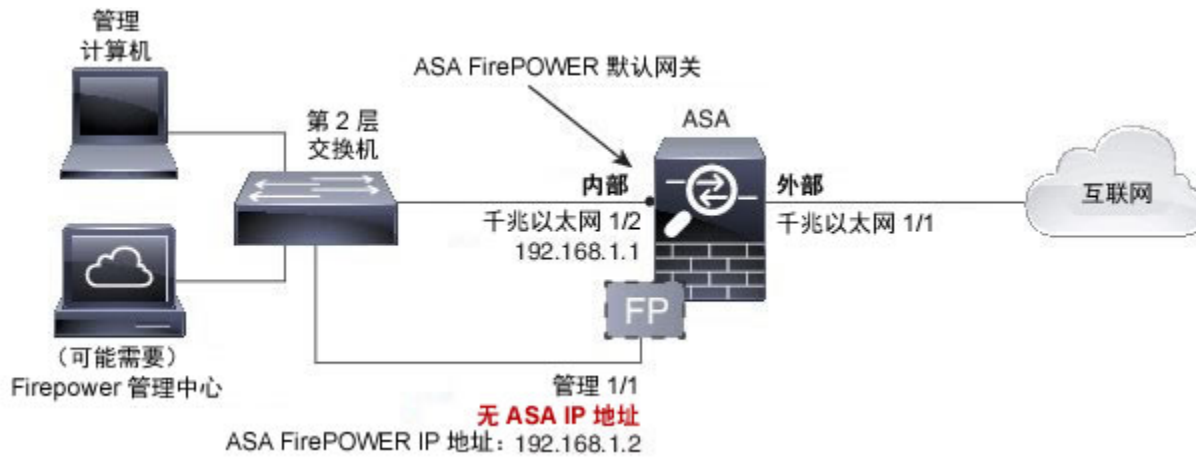 管理
计算机
ASA FirePOWER 默认网关
第 2 层
交换机
ASA
内部
外部
互联网
千兆以太网 1/2
千兆以太网 1/1
192.168.1.1
FP
（可能需要）
Firepower 管理中心
管理 1/1
无 ASA IP 地址
ASA FirePOWER IP 地址：192.168.1.2